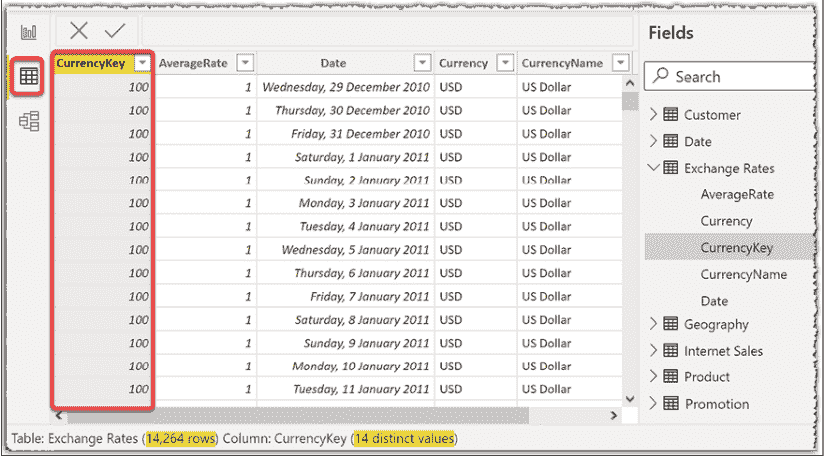 Fields
CurrencyKey AverageRate Date Currency CurrencyName
Search
100 1 Wednesday, 29 December 2010 USD US Dollar
100 1 Thursday, 30 December 2010 USD US Dollar
Customer
100 1 Friday, 31 December 2010 USD US Dollar
Date
100 1 Saturday, 1 January 2011 USD US Dollar
Exchange Rates
100 1 Sunday, 2 January 2011 USD US Dollar
AverageRate
100 1 Monday, 3 January 2011 USD US Dollar
Currency
100 1 Tuesday, 4 January 2011 USD US Dollar
100 1 Wednesday, 5 January 2011 USD US Dollar
CurrencyKey
100 1 Thursday, 6 January 2011 USD US Dollar
CurrencyName
100 1 Friday, 7 January 2011 USD US Dollar
Date
100 1 Saturday, 8 January 2011 USD US Dollar
Geography
100 1 Sunday, 9 January 2011 USD US Dollar
Internet Sales
100 1 Monday, 10 January 2011 USD US Dollar
Product
100 1 Tuesday, 11 January 2011 USD US Dollar
Promotion
Table: Exchange Rates (14,264 rows) Column: CurrencyKey (14 distinct values)